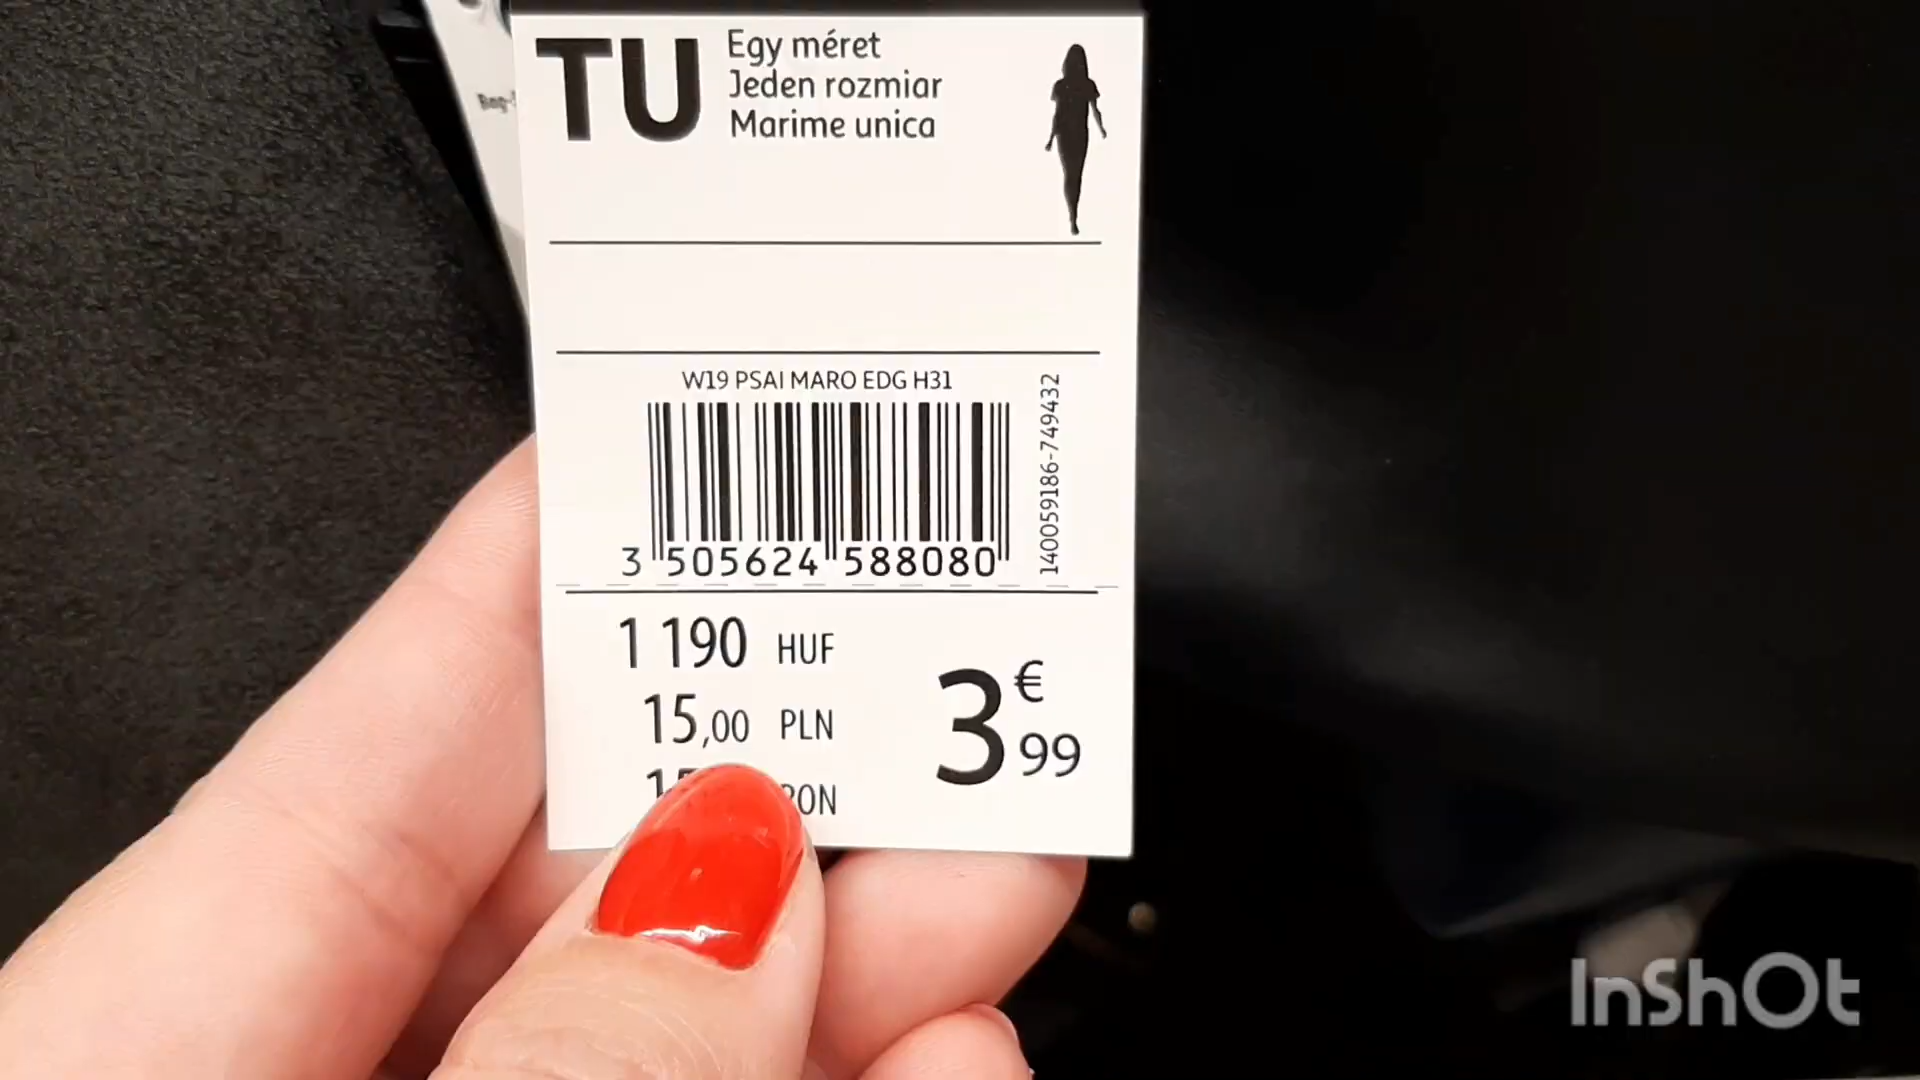 TU
Egy méret
Jeden rozmiar
Marime unica
W19 PSAI MARO EDG H31
3 505624 588080
140059186-749432
1 190 HUF
15,00 PLN
3€99
InShOt